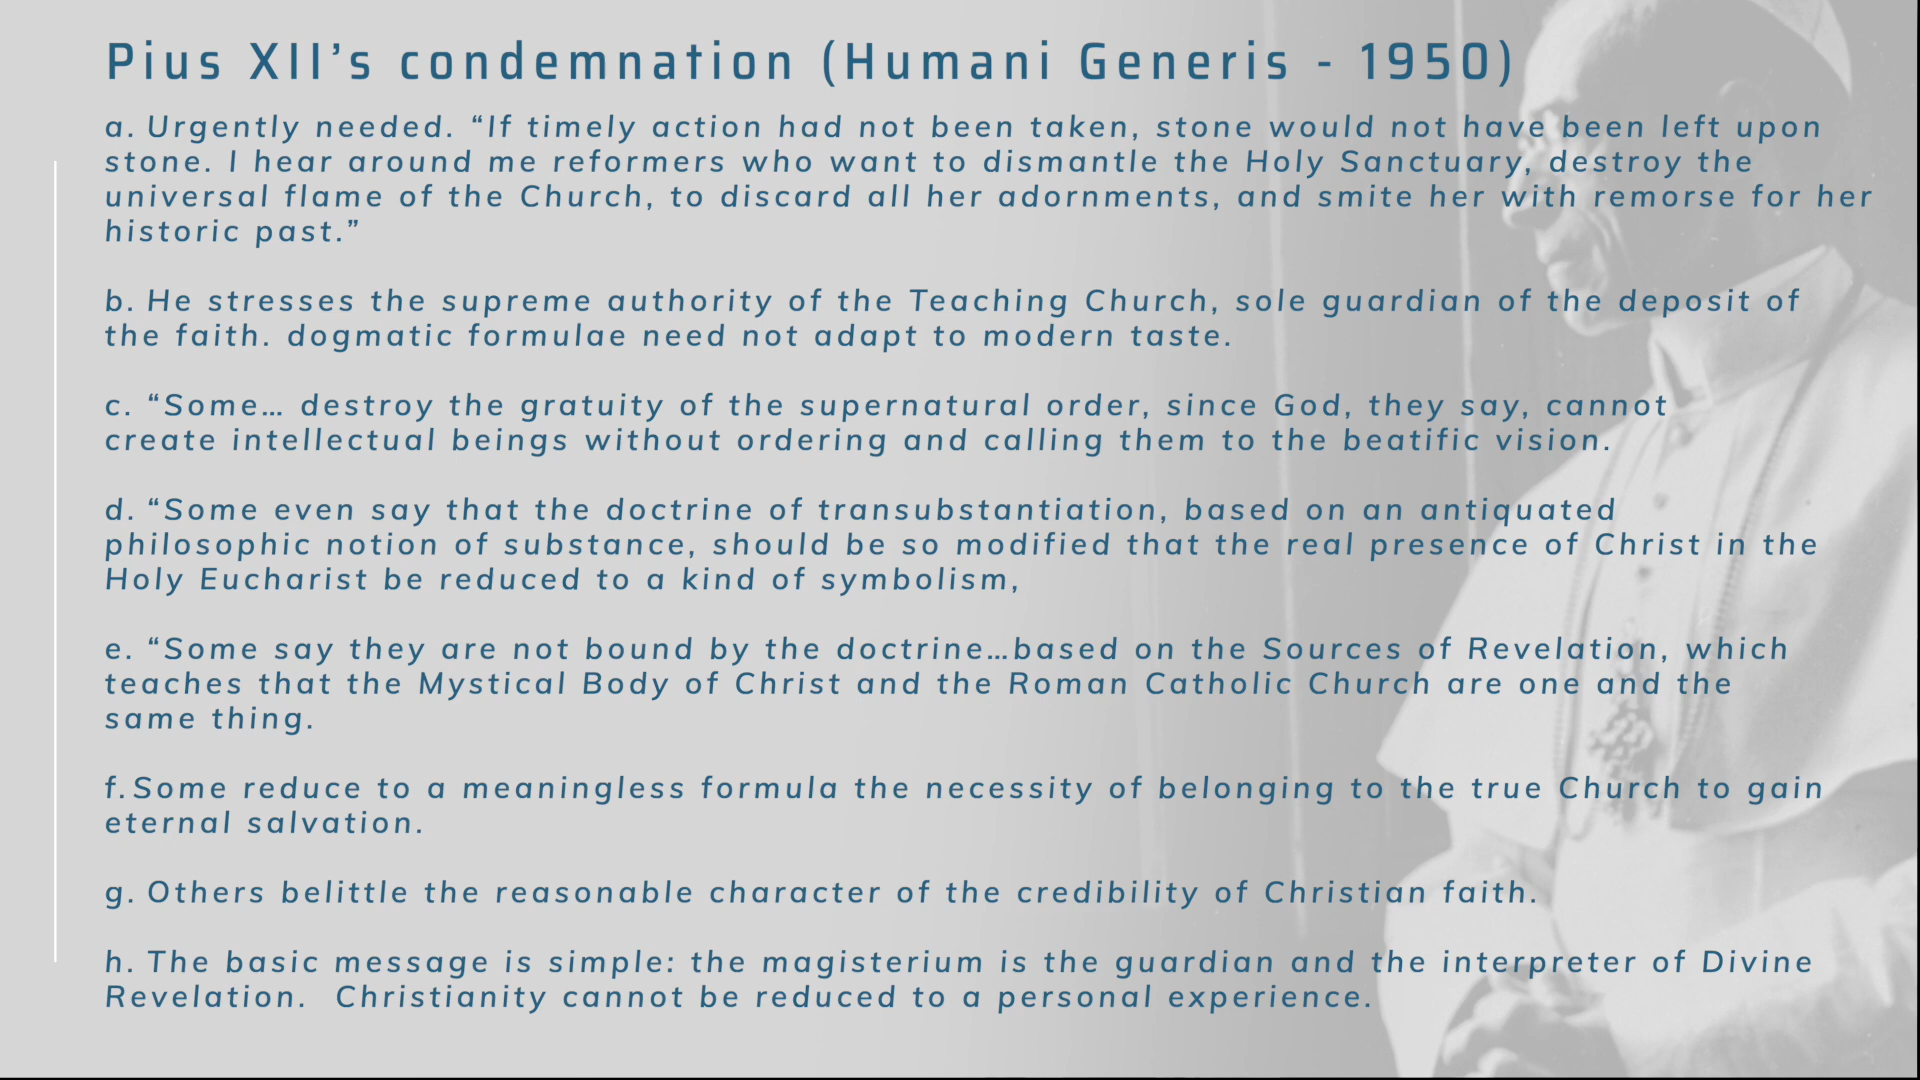 Pius XII’s condemnation (Humani Generis - 1950)
a. Urgently needed. “If timely action had not been taken, stone would not have been left upon
stone. I hear around me reformers who want to dismantle the Holy Sanctuary, destroy the
universal flame of the Church, to discard all her adornments, and smite her with remorse for her
historic past.”
b. He stresses the supreme authority of the Teaching Church, sole guardian of the deposit of
the faith. dogmatic formulae need not adapt to modern taste.
c. “Some… destroy the gratuity of the supernatural order, since God, they say, cannot
create intellectual beings without ordering and calling them to the beatific vision.
d. “Some even say that the doctrine of transubstantiation, based on an antiquated
philosophic notion of substance, should be so modified that the real presence of Christ in the
Holy Eucharist be reduced to a kind of symbolism,
e. “Some say they are not bound by the doctrine…based on the Sources of Revelation, which
teaches that the Mystical Body of Christ and the Roman Catholic Church are one and the
same thing.
f. Some reduce to a meaningless formula the necessity of belonging to the true Church to gain
eternal salvation.
g. Others belittle the reasonable character of the credibility of Christian faith.
h. The basic message is simple: the magisterium is the guardian and the interpreter of Divine
Revelation.  Christianity cannot be reduced to a personal experience.